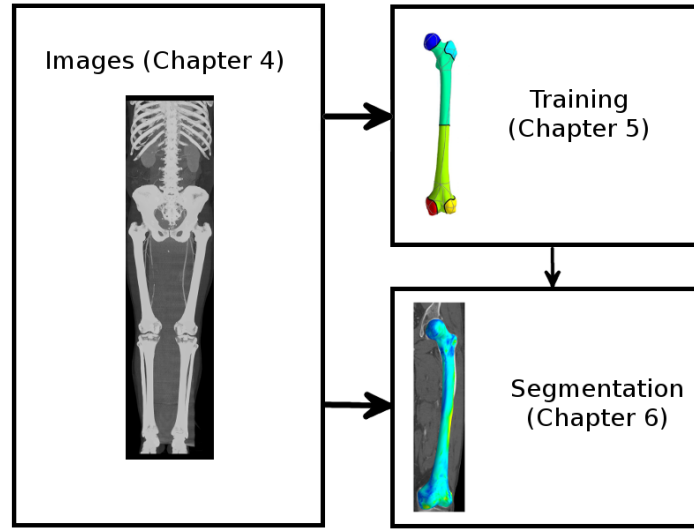 Images (Chapter 4)
Training
(Chapter 5)
Segmentation
(Chapter 6)